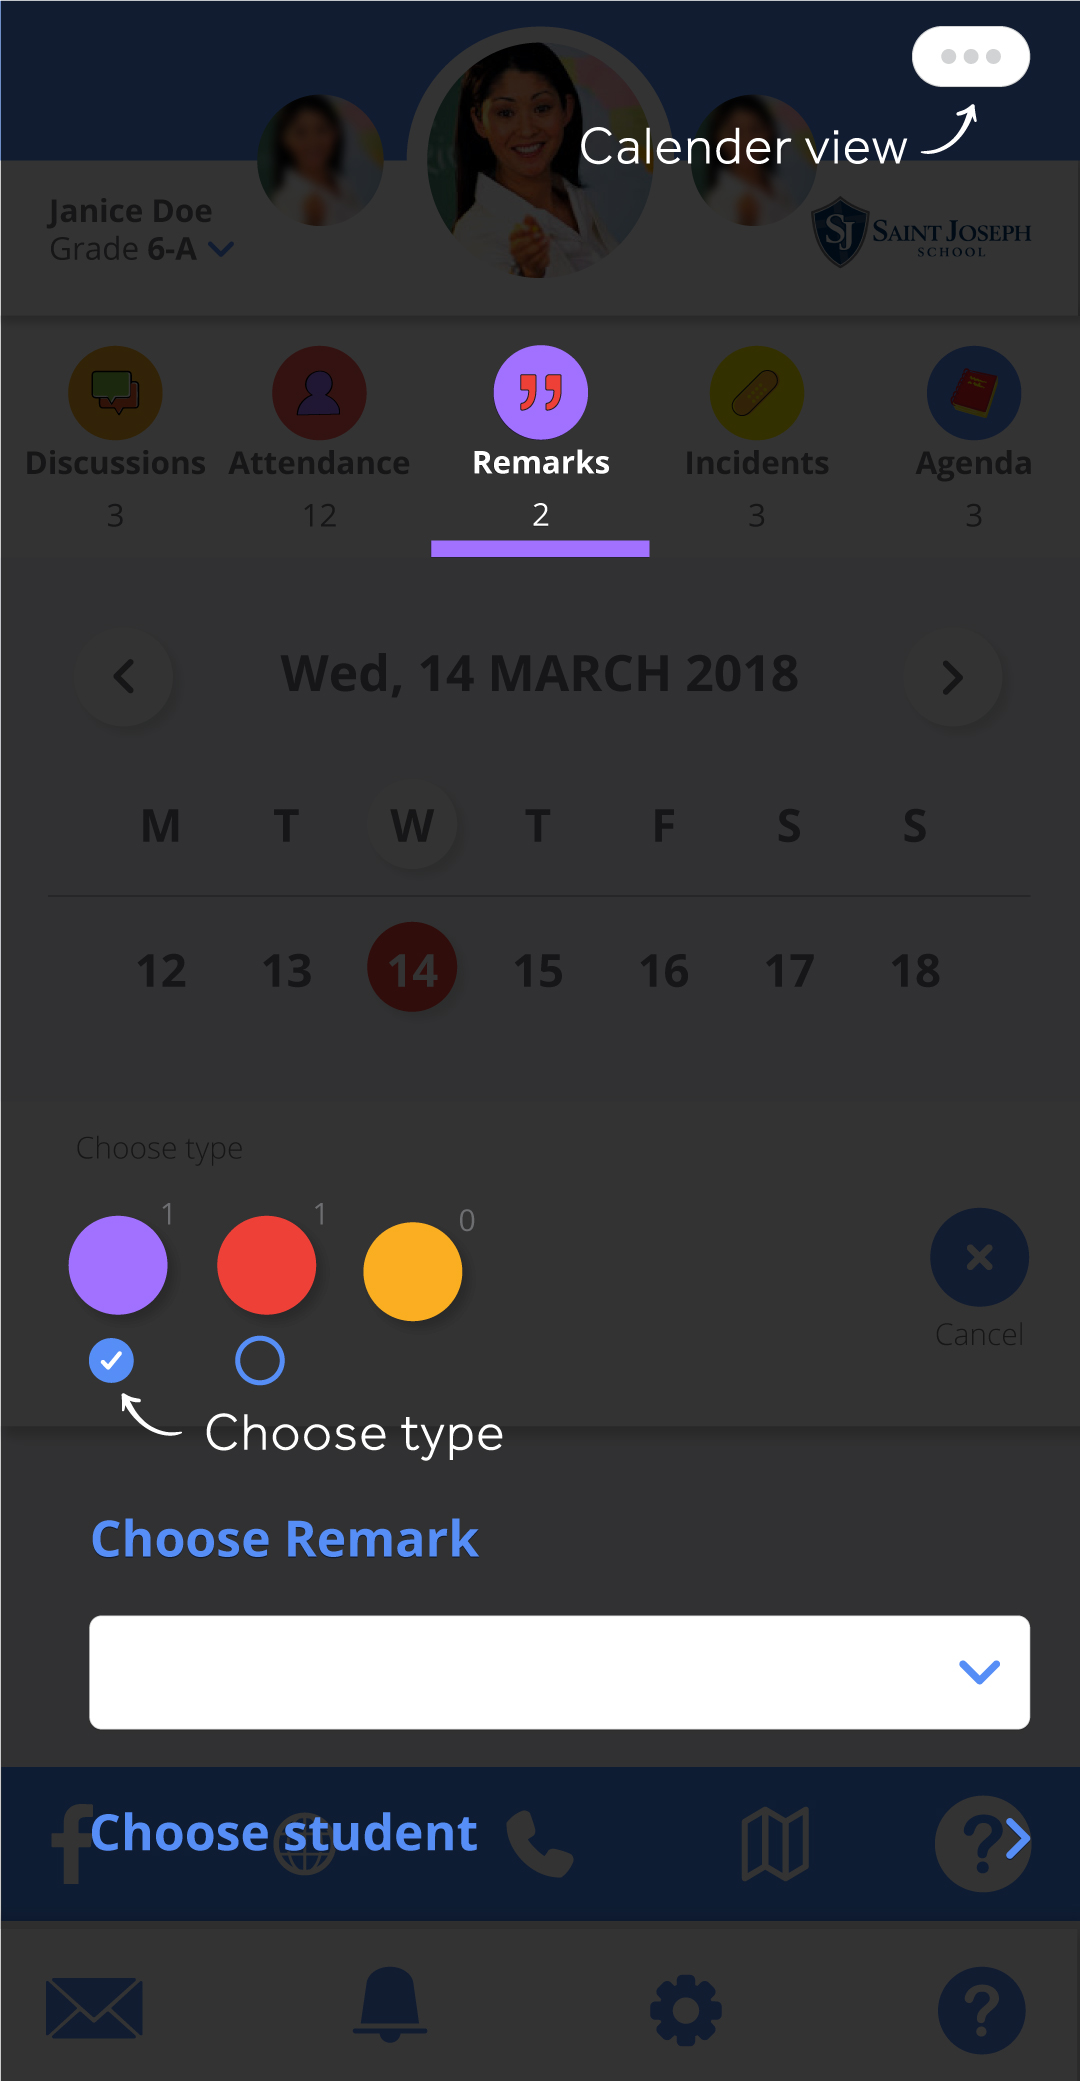 Calender view
Janice Doe
Grade 6-A
SJ SAINT JOSEPH
SCHOOL
Discussions Attendance Remarks Incidents Agenda
3 12 2 3 3
Wed, 14 MARCH 2018
M T W T F S S
12 13 14 15 16 17 18
Choose type
1 1 0
Cancel
Choose type
Choose Remark
Choose student